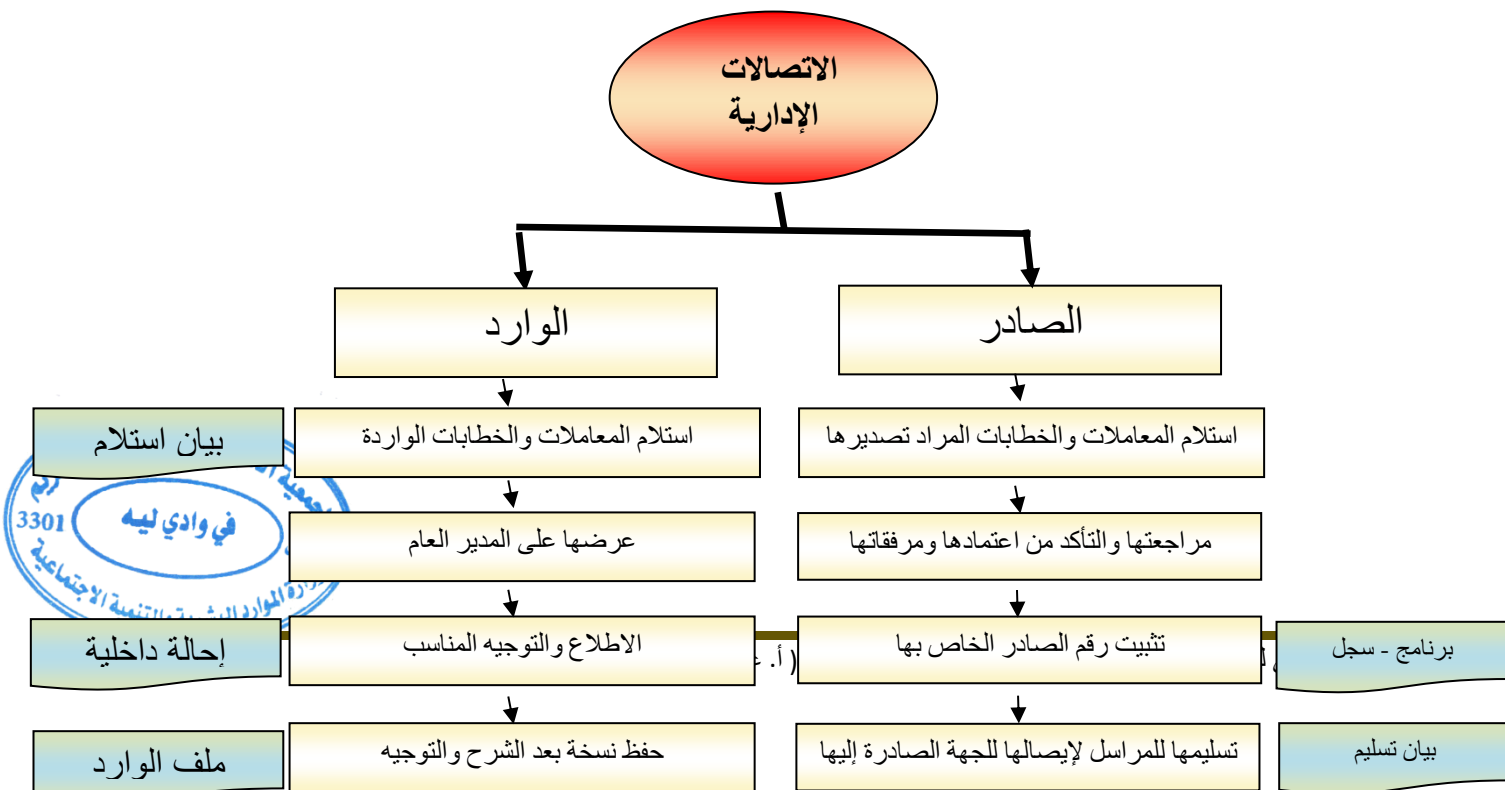 الاتصالات
الإدارية
الصادر
الوارد
استلام المعاملات والخطابات المراد تصديرها
استلام المعاملات والخطابات الواردة
بيان استلام
مراجعتها والتأكد من اعتمادها ومرفقاتها
عرضها على المدير العام
في وادي ليه
3301
برنامج - سجل
تثبيت رقم الصادر الخاص بها
(أ.
الاطلاع والتوجيه المناسب
إحالة داخلية
بيان تسليم
تسليمها للمراسل لإيصالها للجهة الصادرة إليها
حفظ نسخة بعد الشرح والتوجيه
ملف الوارد